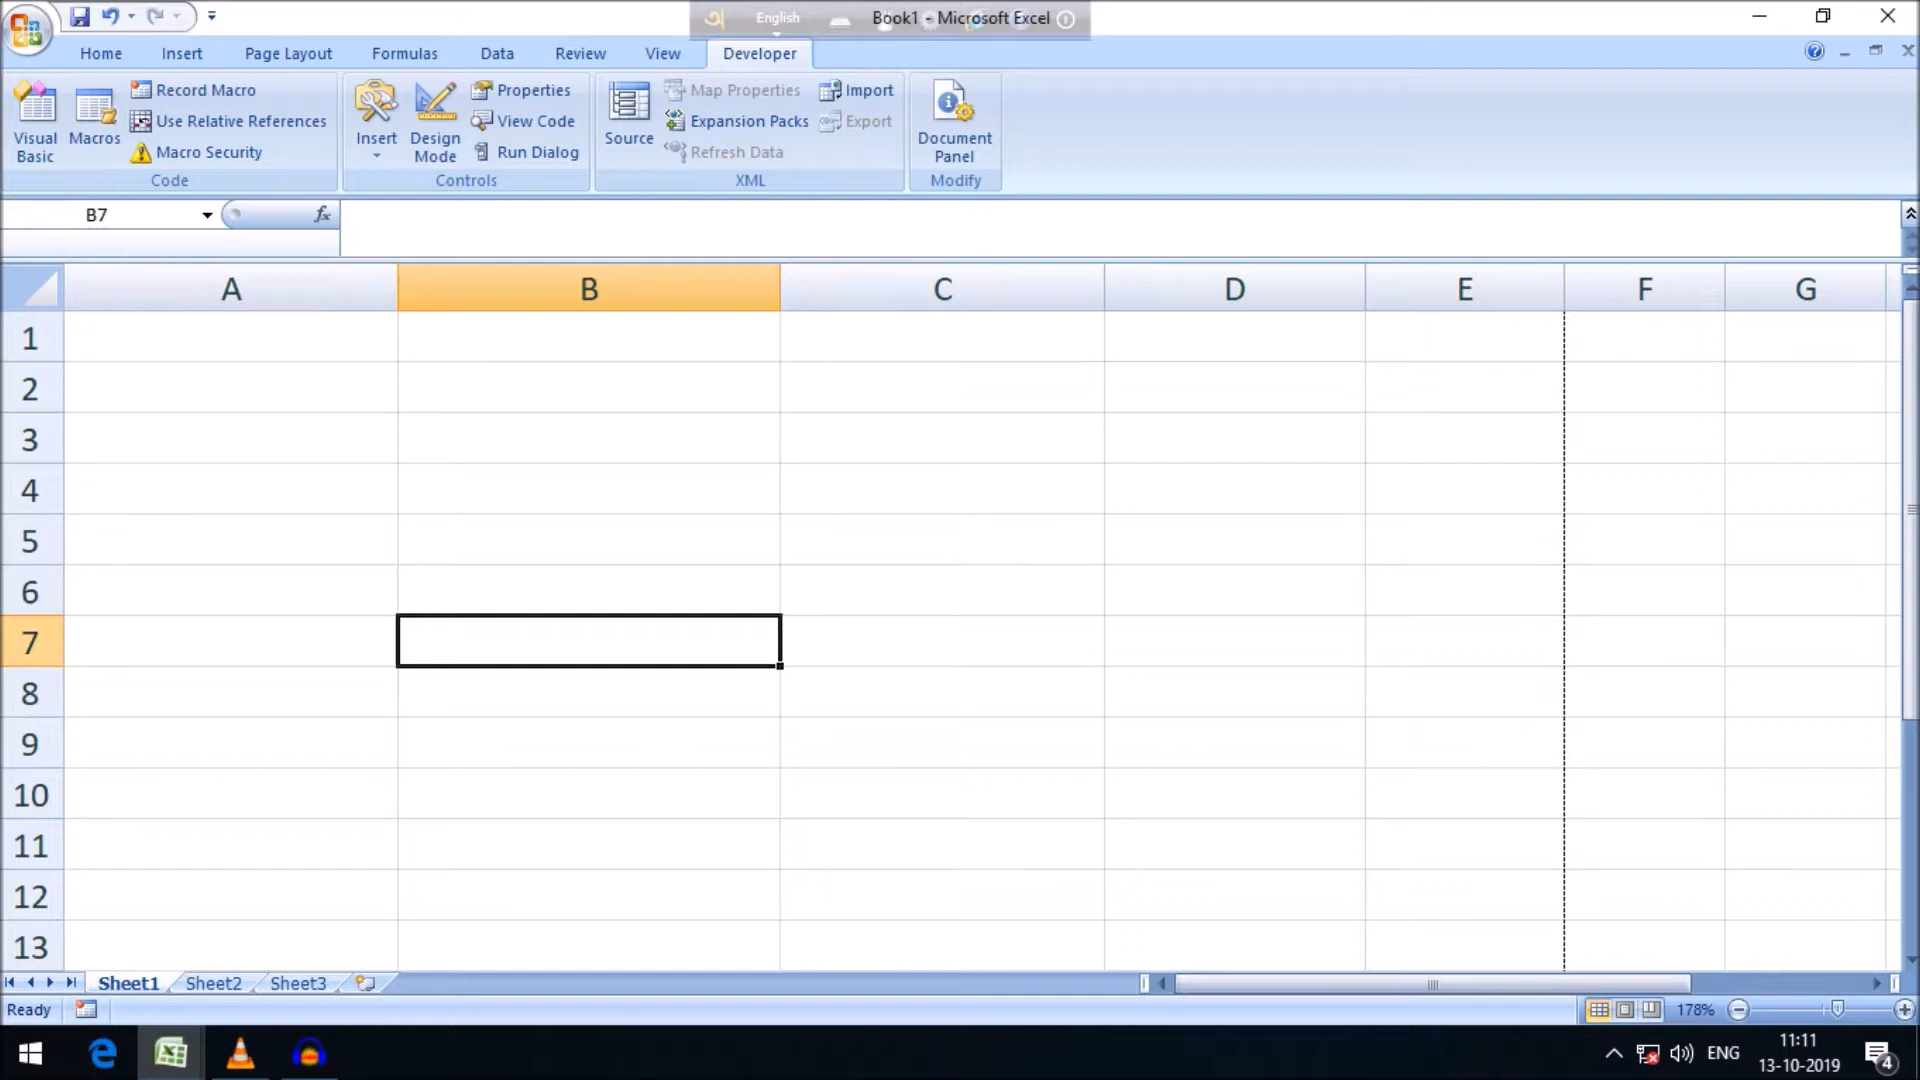 అ English Book1 - Microsoft Excel
Home Insert Page Layout Formulas Data Review View Developer
Visual Basic
Macros
Record Macro
Use Relative References
Macro Security
Code
Insert
Design Mode
Properties
View Code
Run Dialog
Controls
Source
Map Properties
Expansion Packs
Refresh Data
Import
Export
XML
Document Panel
Modify
B7 fx
A B C D E F G
1
2
3
4
5
6
7
8
9
10
11
12
13
Sheet1 Sheet2 Sheet3
Ready 178%
ENG 11:11
13-10-2019 4